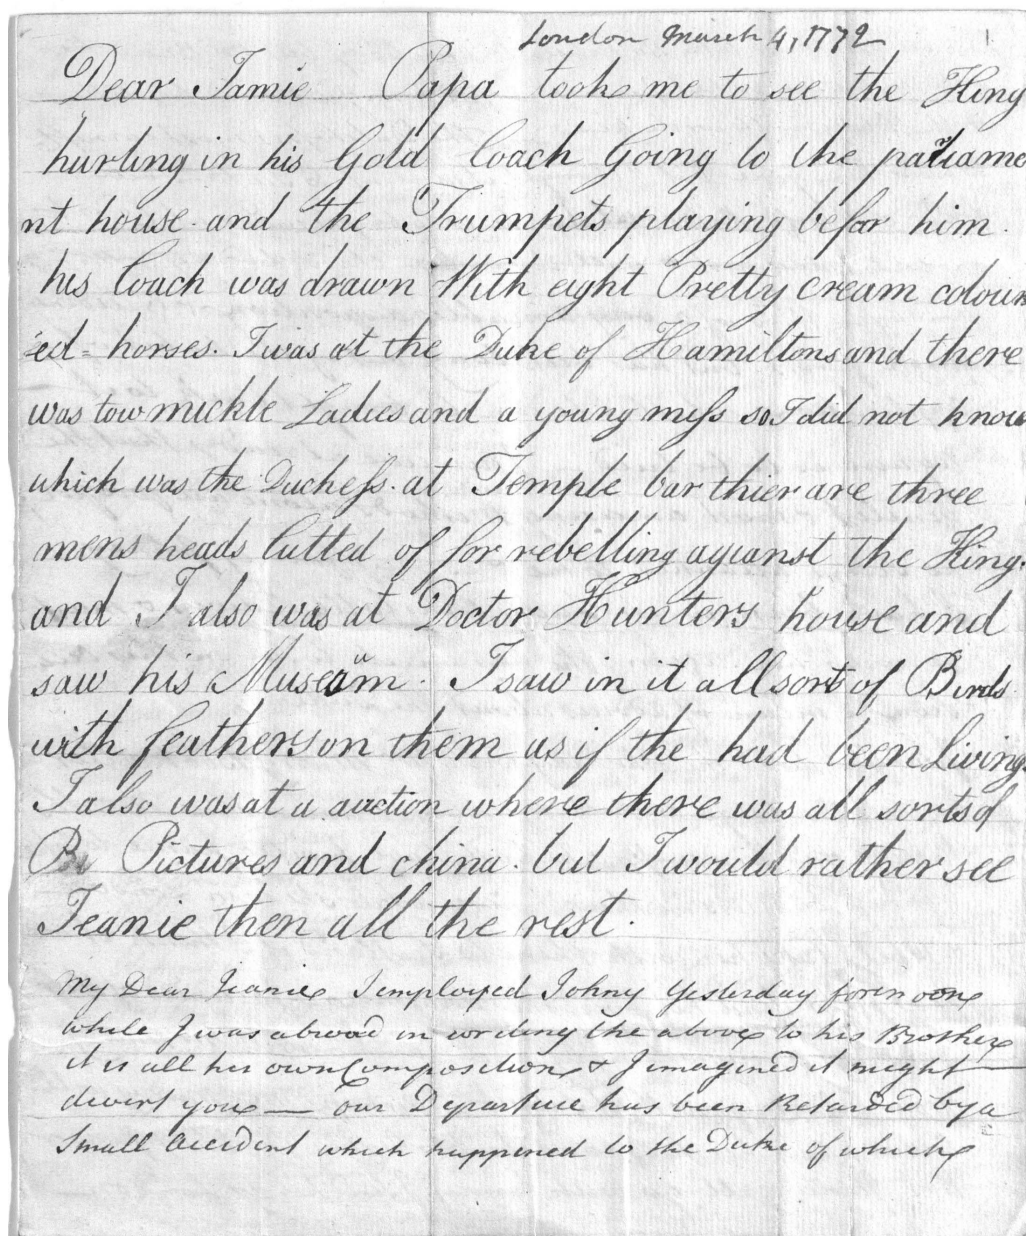 London March 4, 1772
Dear Jamie Papa took me to see the King
hurling in his Gold Coach Going to the parliame
nt house. and the Trumpets playing befor him.
his Coach was drawn With eight Pretty cream colour
ed= horses. I was at the Duke of Hamiltons and there
was tow mickle Ladies and a young miss so I did not know
which was the Duchess. at Temple bar thier are three
mens heads Cutted of for rebelling against the King.
and I also was at Doctor Hunters house and
saw his Museum. I saw in it all sort of Birds
with feathers on them as if the had been Living.
I also was at a auction where there was all sorts of
Pictures and china. but I would rather see
Jeanie then all the rest.
My Dear Jeanie I employed Johny Yesterday forenoon
while I was abroad in writing the above to his Brother
it is all his own Composition & I imagined it might
divert you — our Departure has been Retarded by a
Small accident which happened to the Duke of which